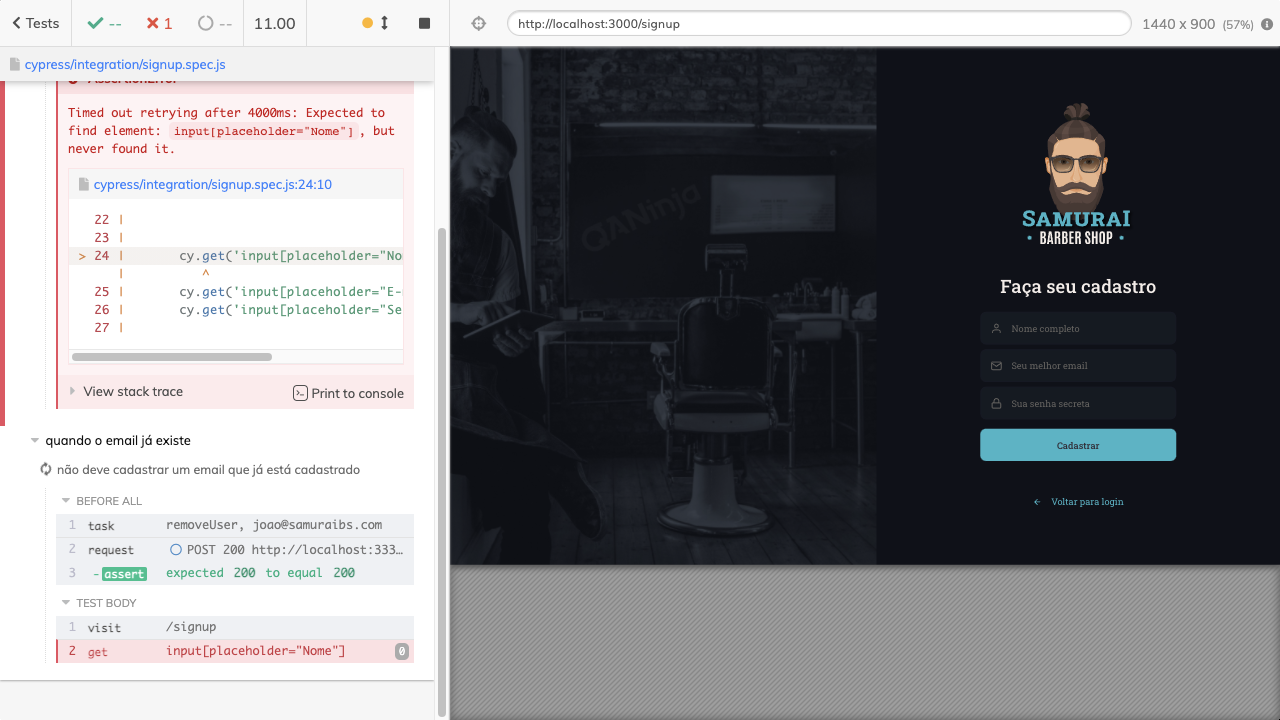 Tests
--
1
--
11.00
http://localhost:3000/signup
1440 x 900 (57%)
cypress/integration/signup.spec.js
AssertionError
Timed out retrying after 4000ms: Expected to
find element: input[placeholder="Nome"], but
never found it.
cypress/integration/signup.spec.js:24:10
22 |
23 |
> 24 | cy.get('input[placeholder="No
| ^
25 | cy.get('input[placeholder="E-
26 | cy.get('input[placeholder="Se
27 |
View stack trace
Print to console
quando o email já existe
não deve cadastrar um email que já está cadastrado
BEFORE ALL
1 task removeUser, joao@samuraibs.com
2 request POST 200 http://localhost:333…
3 -assert expected 200 to equal 200
TEST BODY
1 visit /signup
2 get input[placeholder="Nome"] 0
QANinja
SAMURAI
• BARBER SHOP •
Faça seu cadastro
Nome completo
Seu melhor email
Sua senha secreta
Cadastrar
Voltar para login